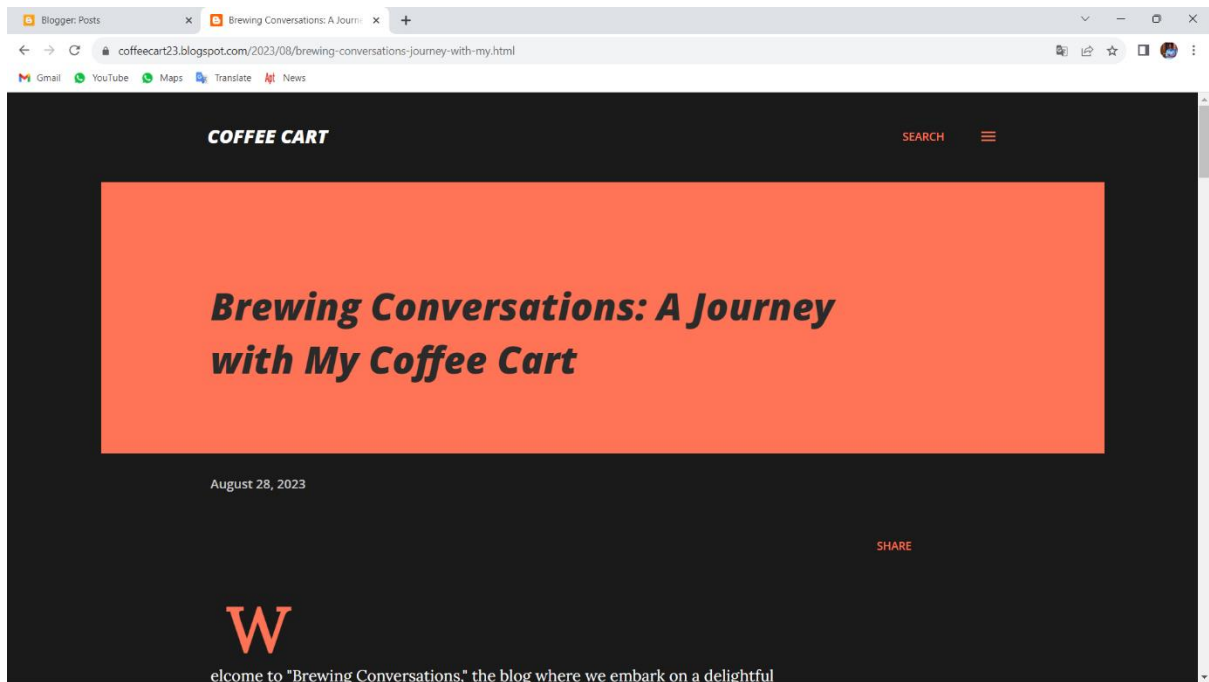 Blogger: Posts
Brewing Conversations: A Journe
coffeecart23.blogspot.com/2023/08/brewing-conversations-journey-with-my.html
Gmail YouTube Maps Translate News
COFFEE CART SEARCH
Brewing Conversations: A Journey
with My Coffee Cart
August 28, 2023
SHARE
W
elcome to "Brewing Conversations," the blog where we embark on a delightful